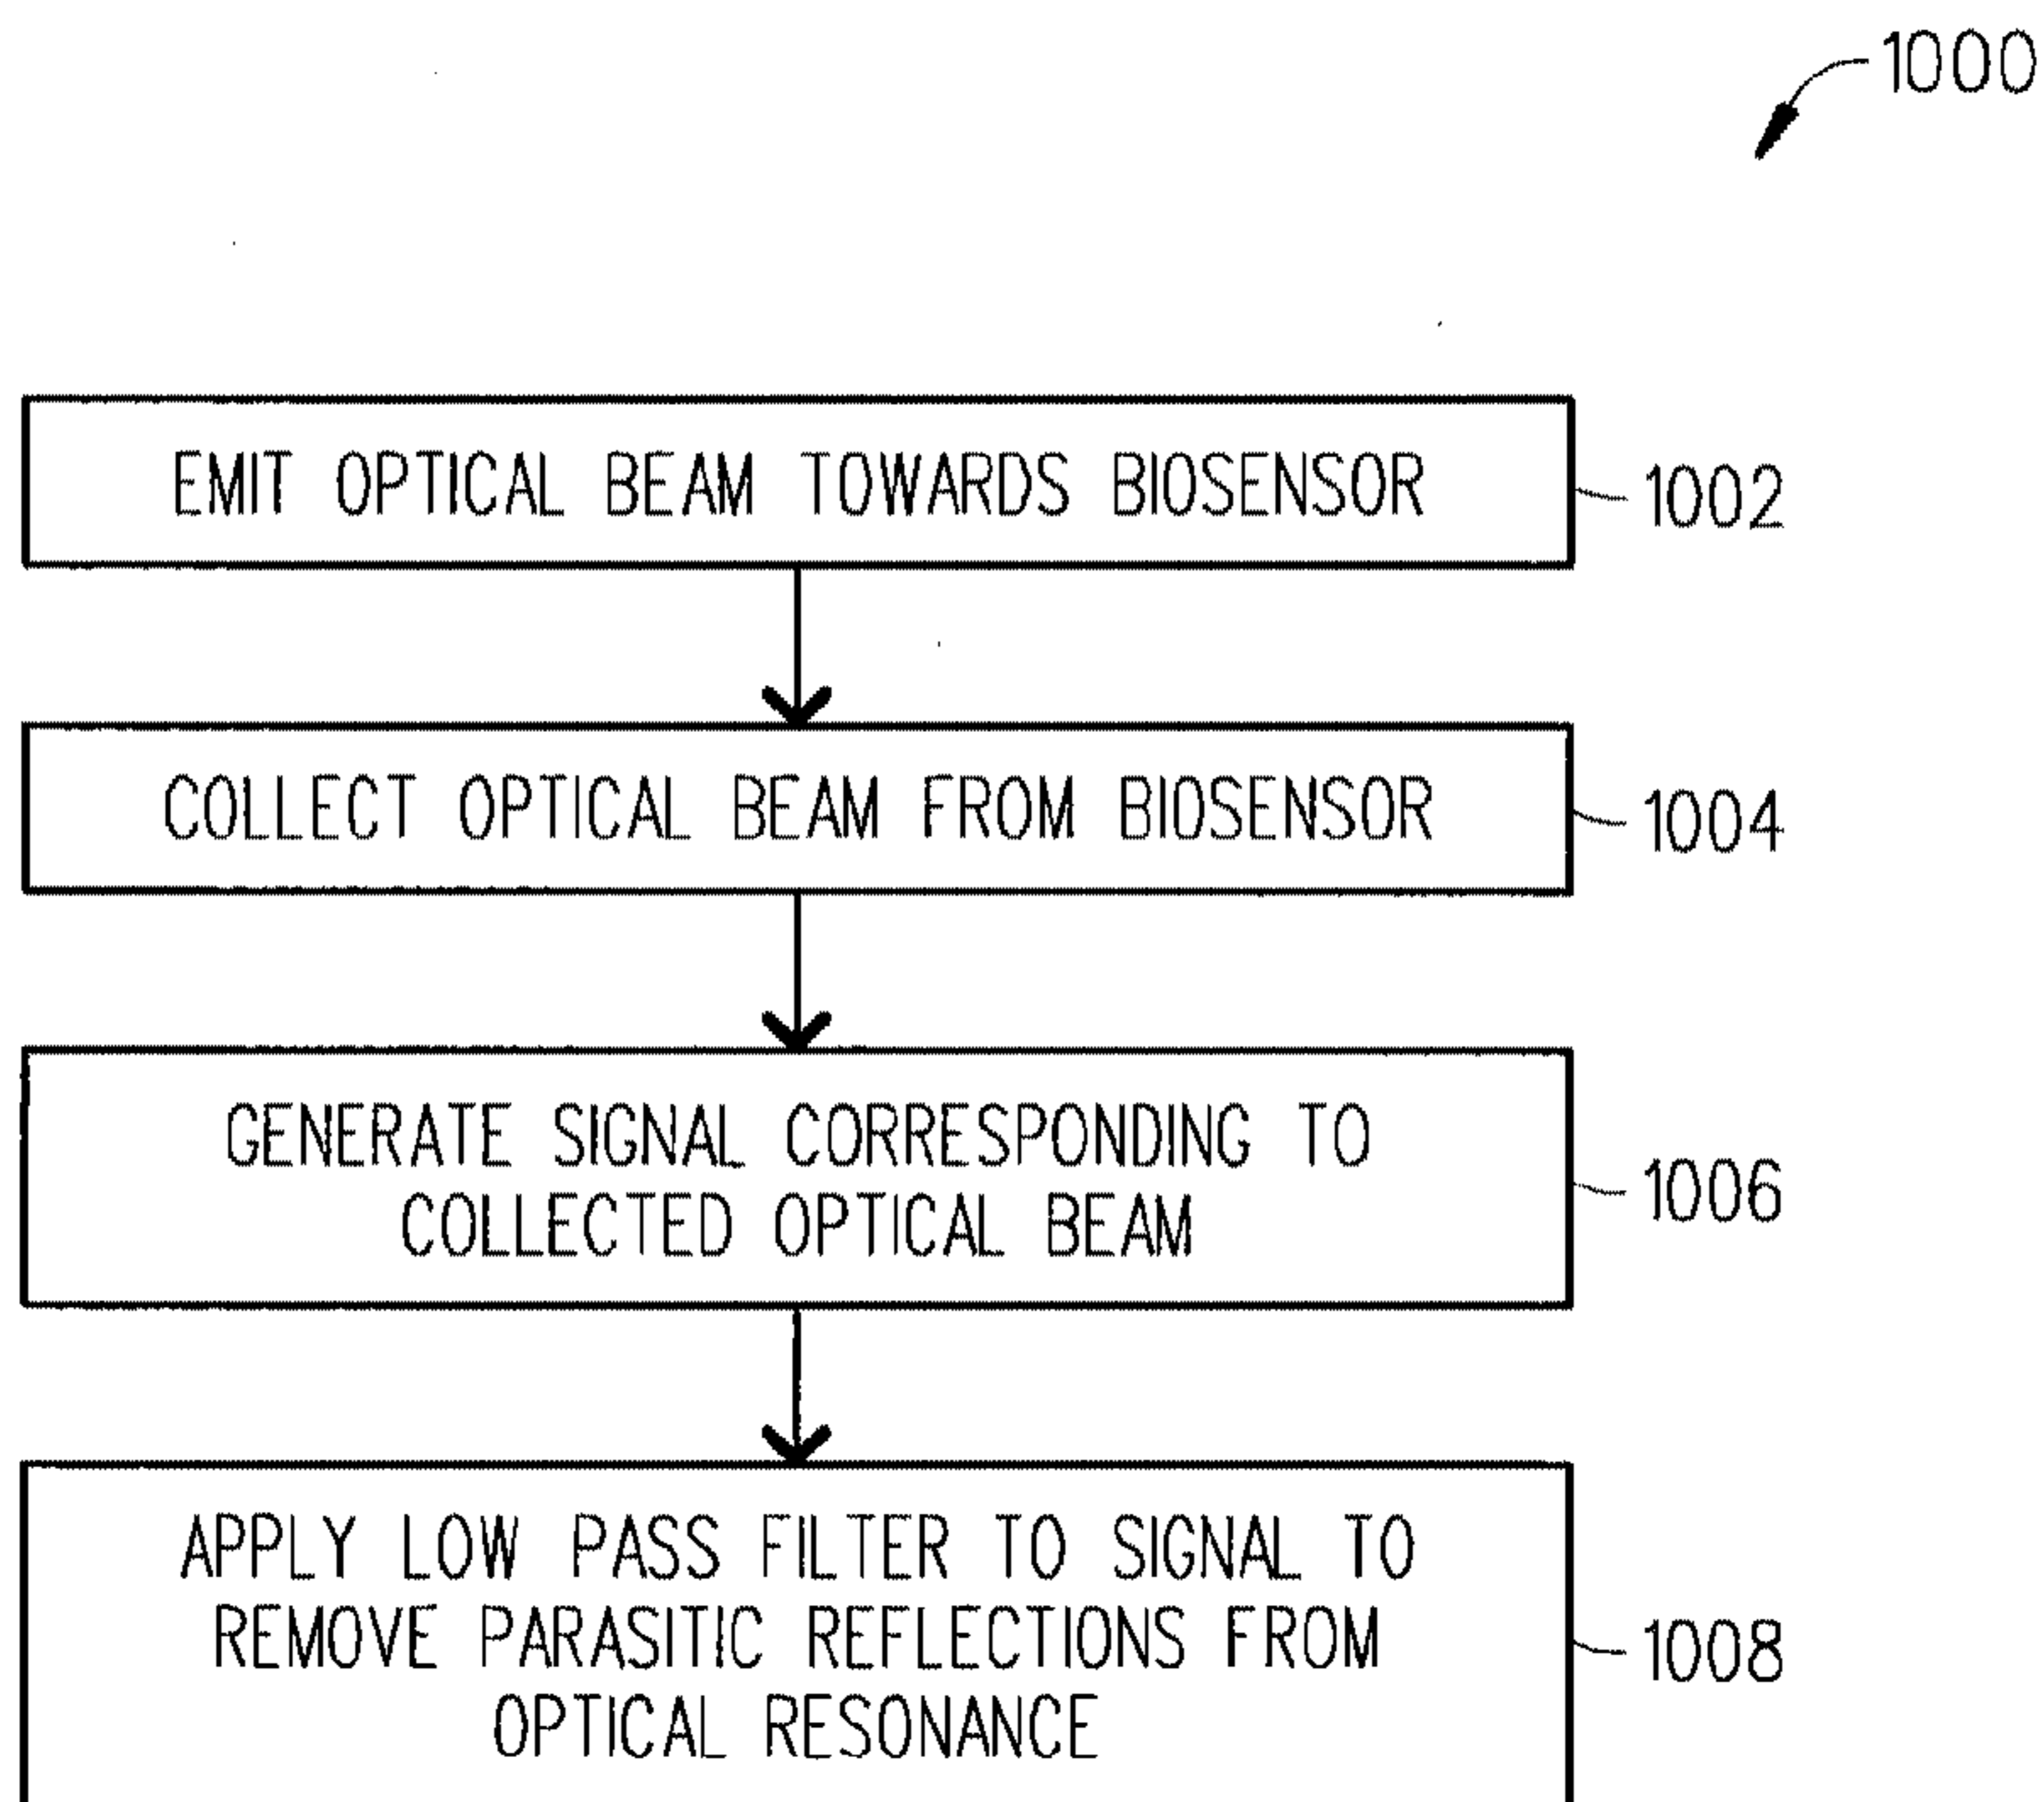 1000
EMIT OPTICAL BEAM TOWARDS BIOSENSOR
1002
COLLECT OPTICAL BEAM FROM BIOSENSOR
1004
GENERATE SIGNAL CORRESPONDING TO
COLLECTED OPTICAL BEAM
1006
APPLY LOW PASS FILTER TO SIGNAL TO
REMOVE PARASITIC REFLECTIONS FROM
OPTICAL RESONANCE
1008